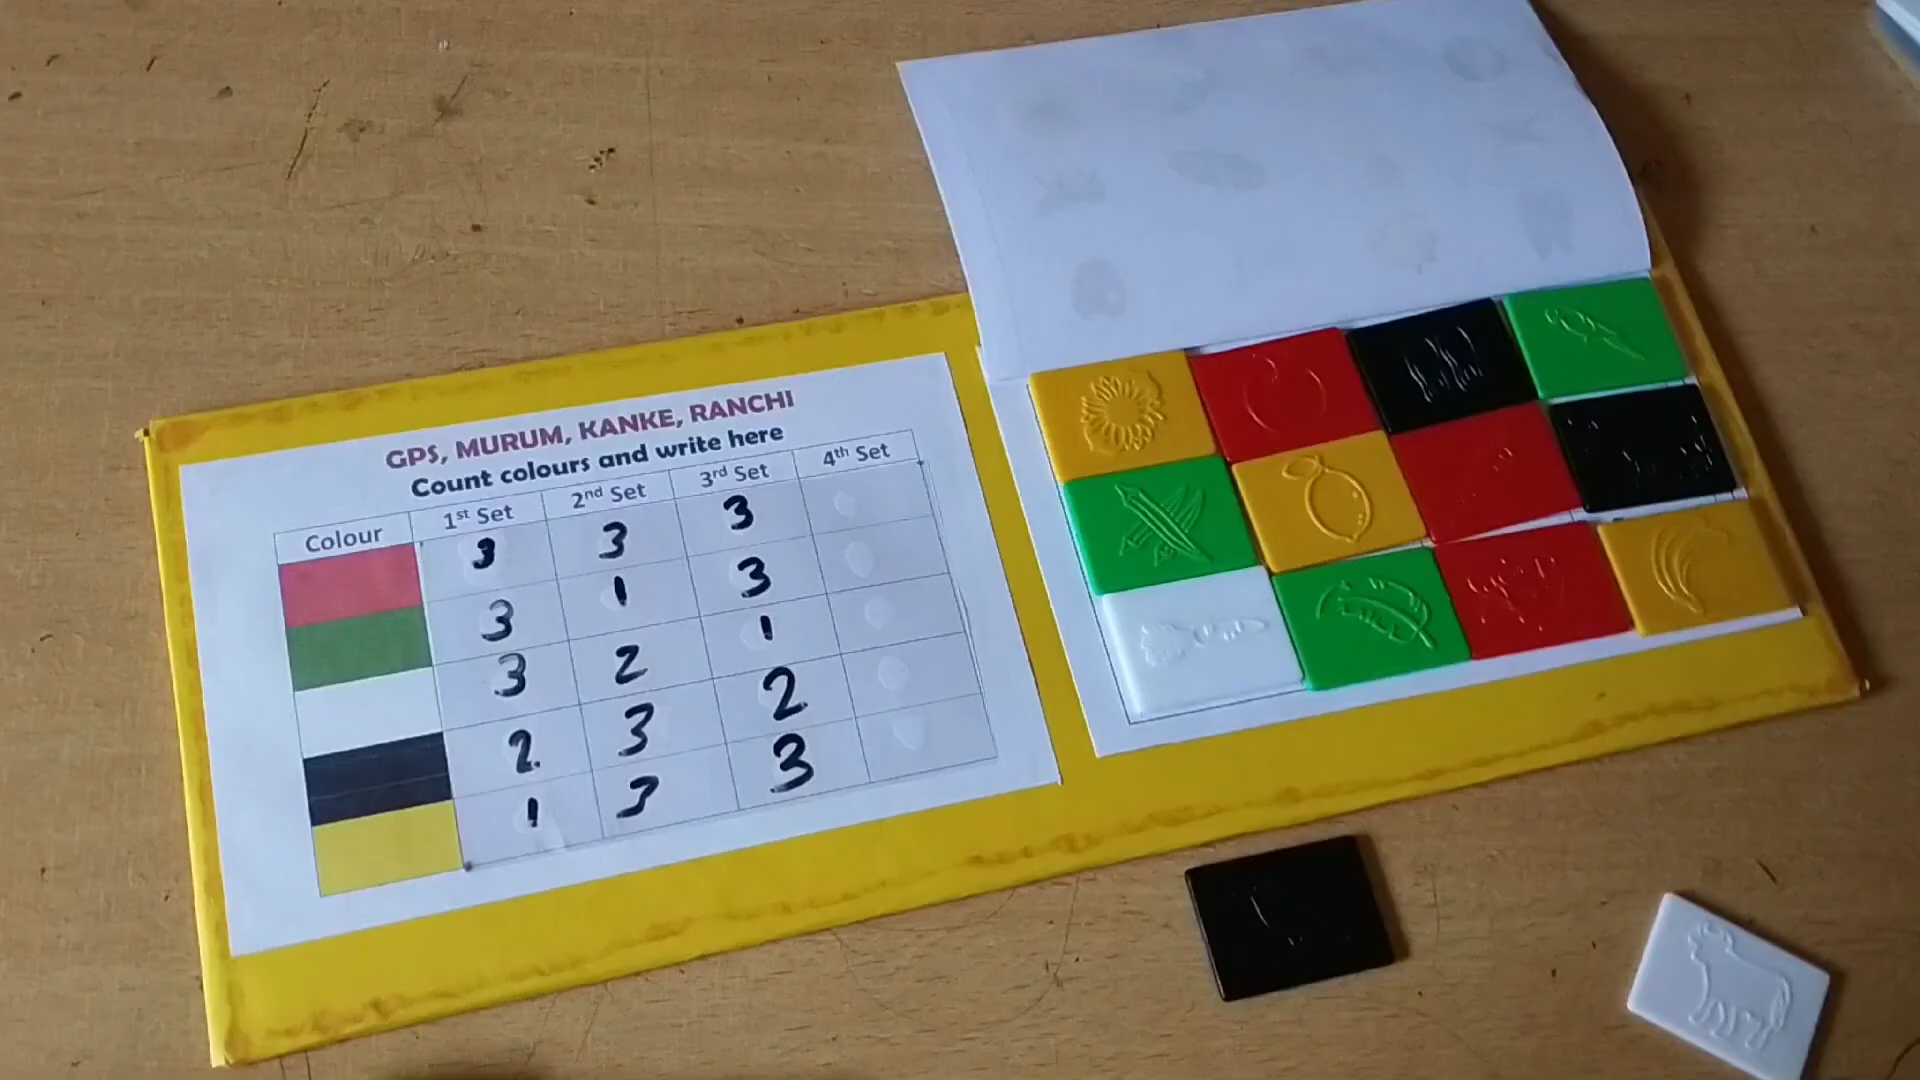 GPS, MURUM, KANKE, RANCHI
Count colours and write here
Colour 1st Set 2nd Set 3rd Set 4th Set
3 3 3
3 1 3
3 2 1
2 3 2
1 3 3